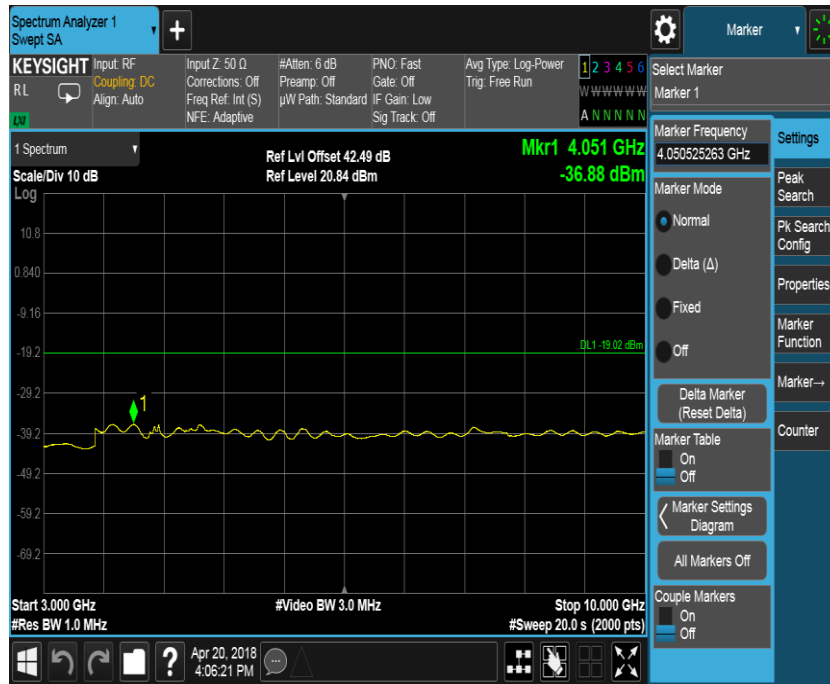 Spectrum Analyzer 1
Swept SA
+
Marker
KEYSIGHT
RL
LXI
Input: RF
Coupling: DC
Align: Auto
Input Z: 50 Ω
Corrections: Off
Freq Ref: Int (S)
NFE: Adaptive
#Atten: 6 dB
Preamp: Off
µW Path: Standard
PNO: Fast
Gate: Off
IF Gain: Low
Sig Track: Off
Avg Type: Log-Power
Trig: Free Run
1 2 3 4 5 6
W W W W W W
A N N N N N
Select Marker
Marker 1
1 Spectrum
Scale/Div 10 dB
Log
Ref Lvl Offset 42.49 dB
Ref Level 20.84 dBm
Mkr1 4.051 GHz
-36.88 dBm
10.8
0.840
-9.16
-19.2
-29.2
-39.2
-49.2
-59.2
-69.2
DL1 -19.02 dBm
1
Start 3.000 GHz
#Res BW 1.0 MHz
#Video BW 3.0 MHz
Stop 10.000 GHz
#Sweep 20.0 s (2000 pts)
Marker Frequency
4.050525263 GHz
Marker Mode
Normal
Delta (Δ)
Fixed
Off
Delta Marker
(Reset Delta)
Marker Table
On
Off
Marker Settings
Diagram
All Markers Off
Couple Markers
On
Off
Settings
Peak
Search
Pk Search
Config
Properties
Marker
Function
Marker→
Counter
?
Apr 20, 2018
4:06:21 PM